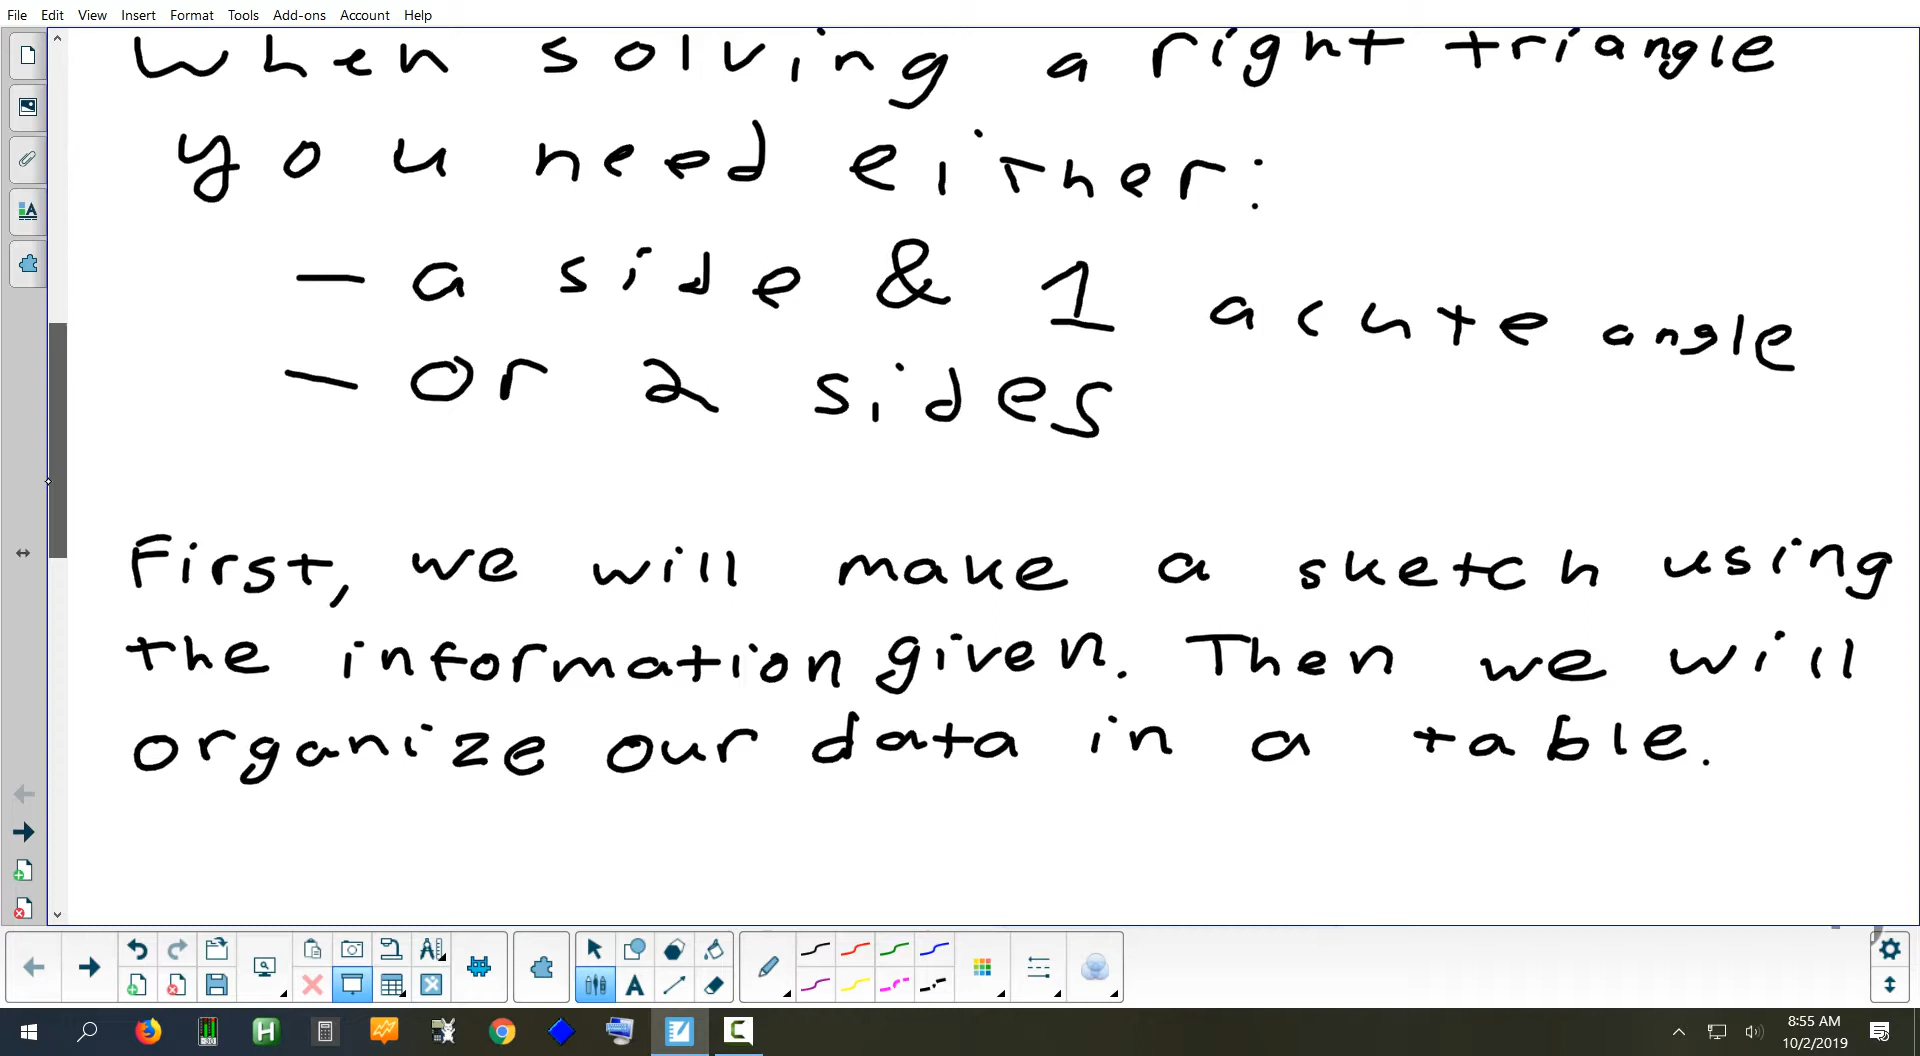 File Edit View Insert Format Tools Add-ons Account Help
When solving a right triangle
you need either:
- a side & 1 acute angle
- or 2 sides
First, we will make a sketch using
the information given. Then we will
organize our data in a table.
8:55 AM
10/2/2019